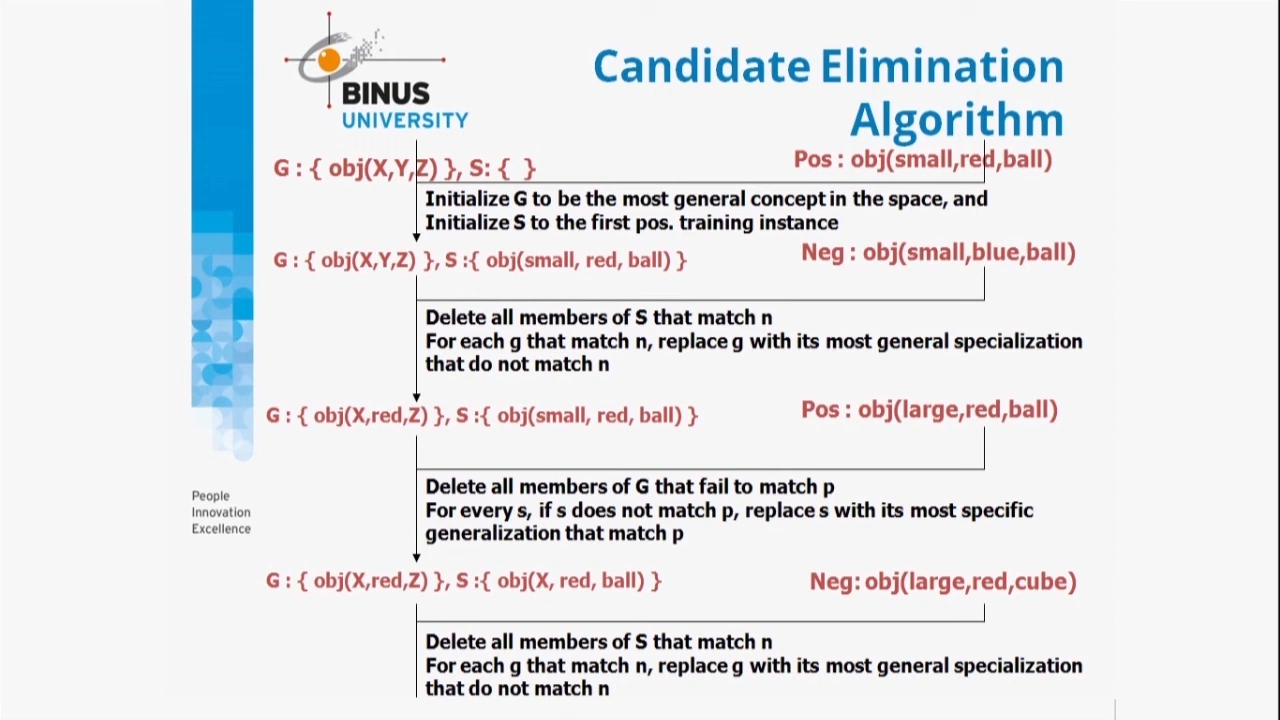 BINUS
UNIVERSITY
Candidate Elimination
Algorithm
G : { obj(X,Y,Z) }, S: {  }
Pos : obj(small,red,ball)
Initialize G to be the most general concept in the space, and
Initialize S to the first pos. training instance
G : { obj(X,Y,Z) }, S :{ obj(small, red, ball) }
Neg : obj(small,blue,ball)
Delete all members of S that match n
For each g that match n, replace g with its most general specialization
that do not match n
G : { obj(X,red,Z) }, S :{ obj(small, red, ball) }
Pos : obj(large,red,ball)
Delete all members of G that fail to match p
For every s, if s does not match p, replace s with its most specific
generalization that match p
G : { obj(X,red,Z) }, S :{ obj(X, red, ball) }
Neg: obj(large,red,cube)
Delete all members of S that match n
For each g that match n, replace g with its most general specialization
that do not match n
People
Innovation
Excellence